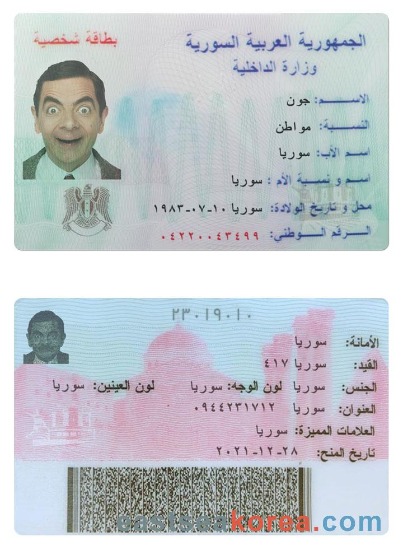 الجمهورية العربية السورية
بطاقة شخصية
وزارة الداخلية
الاسم: جون
النسبة: مواطن
اسم الأب: سوريا
اسم و نسبة الأم : سوريا
محل و تاريخ الولادة: سوريا ١٠-٠٧-١٩٨٣
الرقم الوطني: ٠٤٢٢٠٠٤٣٤٩٩
٢٣٠١٩٠١٠
الأمانة: سوريا
القيد: سوريا ٤١٧
الجنس: سوريا لون الوجه: سوريا لون العينين: سوريا
العنوان: سوريا ٠٩٤٤٢٣١٧١٢
العلامات المميزة: سوريا
تاريخ المنح: ٢٨-١٢-٢٠٢١
eastseakorea.com